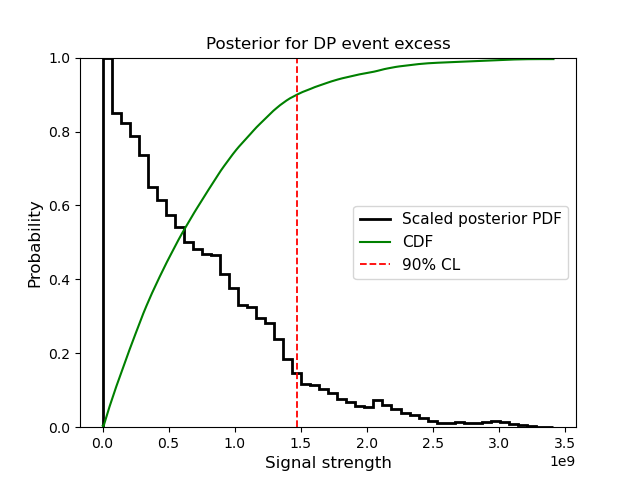 Posterior for DP event excess
1.0
0.8
0.6
0.4
0.2
0.0
Probability
Scaled posterior PDF
CDF
90% CL
0.0 0.5 1.0 1.5 2.0 2.5 3.0 3.5
1e9
Signal strength